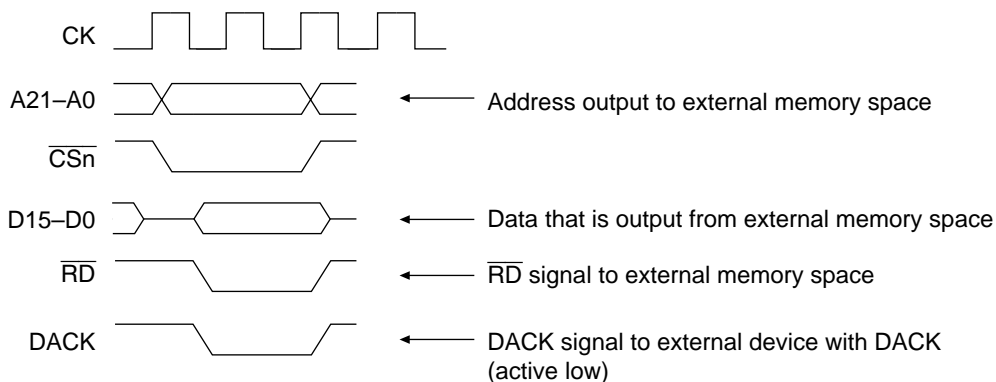 CK
A21–A0
Address output to external memory space
CSn
D15–D0
Data that is output from external memory space
RD
RD signal to external memory space
DACK
DACK signal to external device with DACK
(active low)